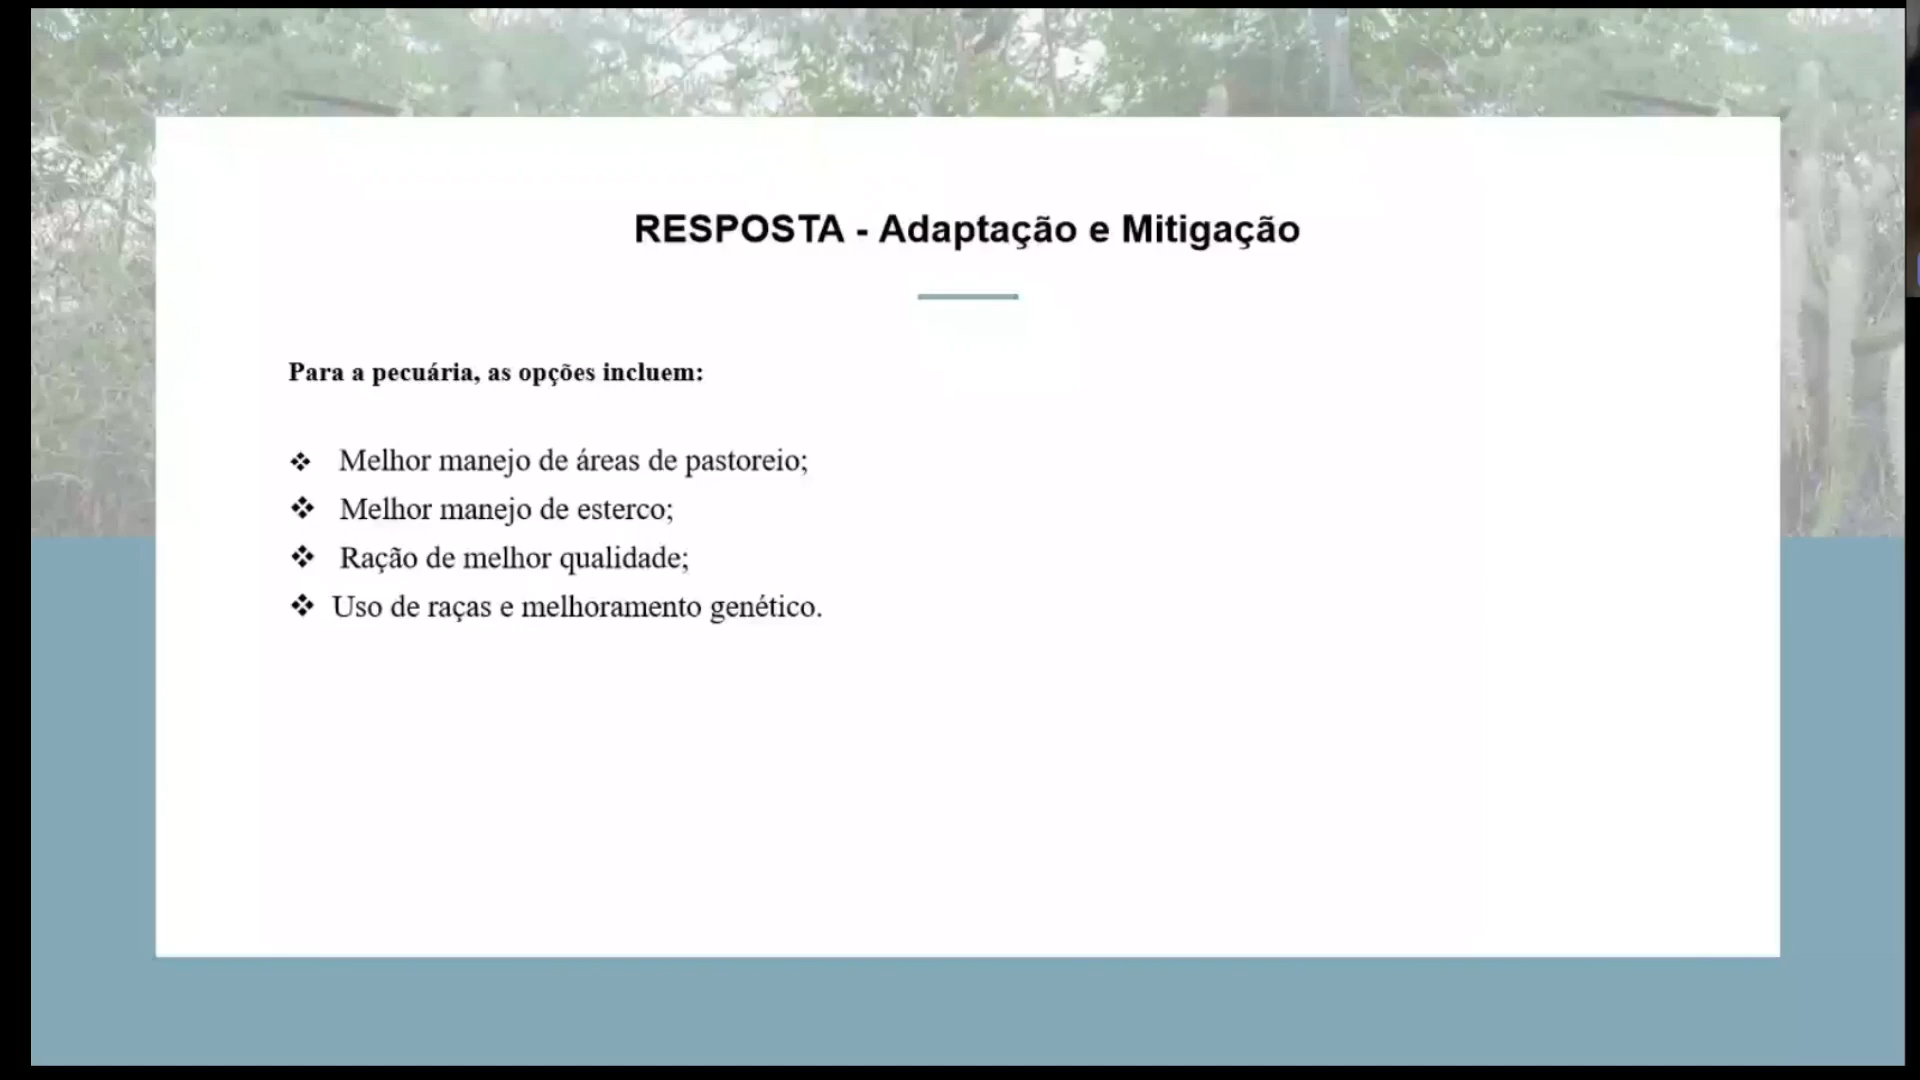 RESPOSTA - Adaptação e Mitigação
Para a pecuária, as opções incluem:
❖ Melhor manejo de áreas de pastoreio;
❖ Melhor manejo de esterco;
❖ Ração de melhor qualidade;
❖ Uso de raças e melhoramento genético.